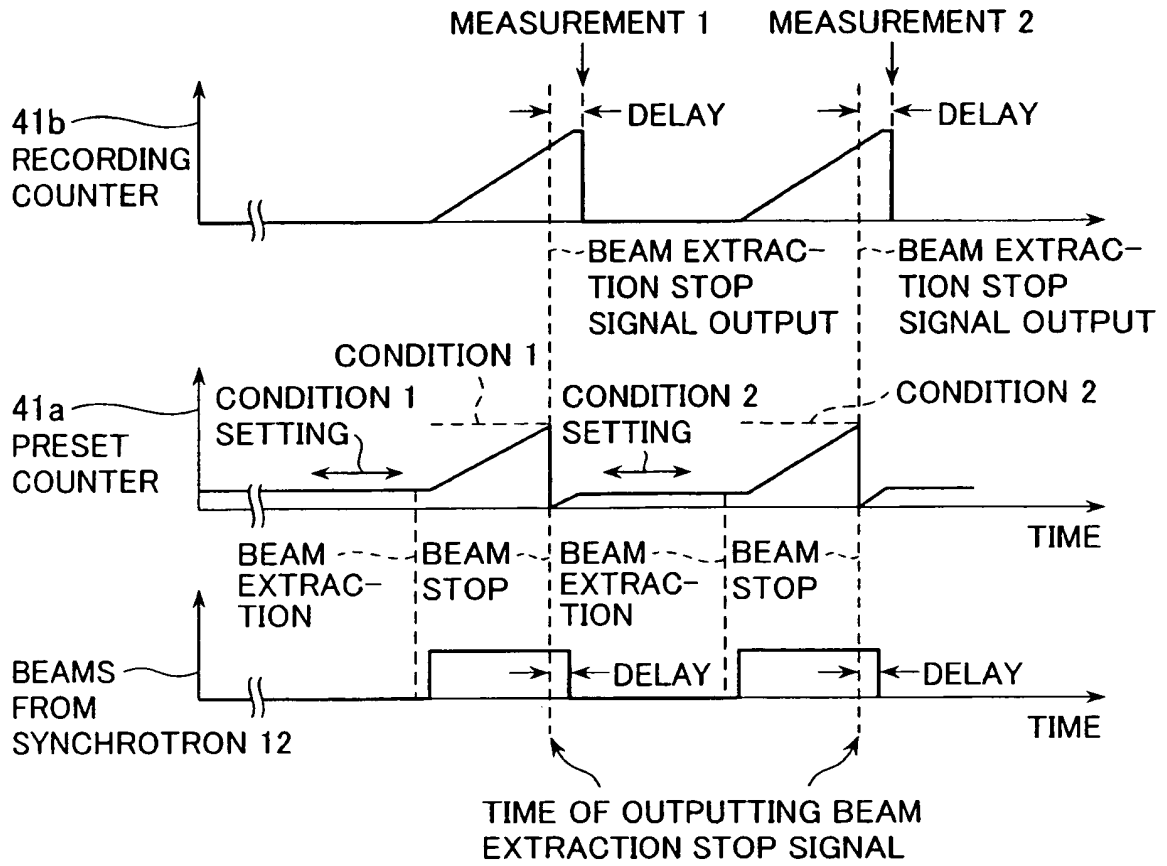 MEASUREMENT 1
MEASUREMENT 2
41b
RECORDING
COUNTER
DELAY
DELAY
BEAM EXTRAC-
TION STOP
SIGNAL OUTPUT
BEAM EXTRAC-
TION STOP
SIGNAL OUTPUT
CONDITION 1
41a
PRESET
COUNTER
CONDITION 1
SETTING
CONDITION 2
SETTING
CONDITION 2
TIME
BEAM
EXTRAC-
TION
BEAM
STOP
BEAM
EXTRAC-
TION
BEAM
STOP
BEAMS
FROM
SYNCHROTRON 12
DELAY
DELAY
TIME
TIME OF OUTPUTTING BEAM
EXTRACTION STOP SIGNAL